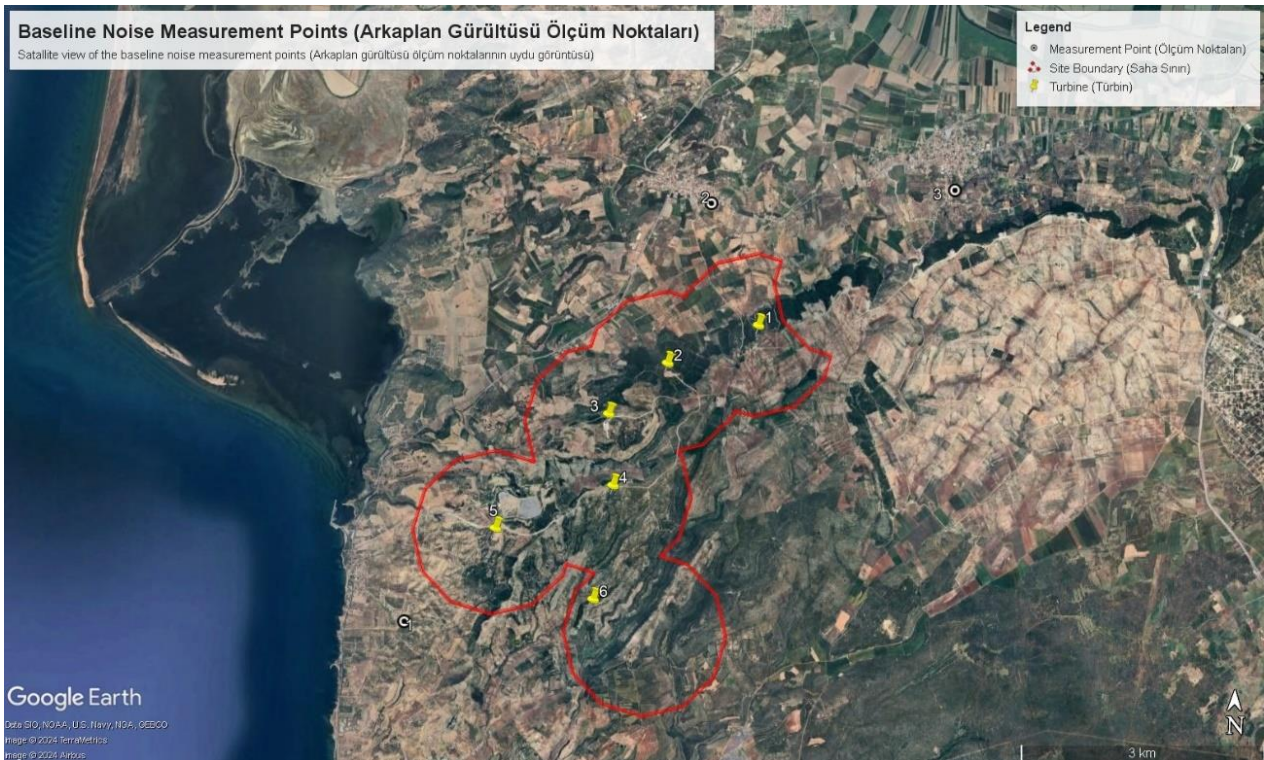 Baseline Noise Measurement Points (Arkaplan Gürültüsü Ölçüm Noktaları)
Satallite view of the baseline noise measurement points (Arkaplan gürültüsü ölçüm noktalarının uydu görüntüsü)
Legend
Measurement Point (Ölçüm Noktaları)
Site Boundary (Saha Sınırı)
Turbine (Türbin)
2
3
1
2
3
4
5
6
1
Google Earth
Data SIO, NOAA, U.S. Navy, NGA, GEBCO
Image © 2024 TerraMetrics
Image © 2024 Airbus
N
3 km